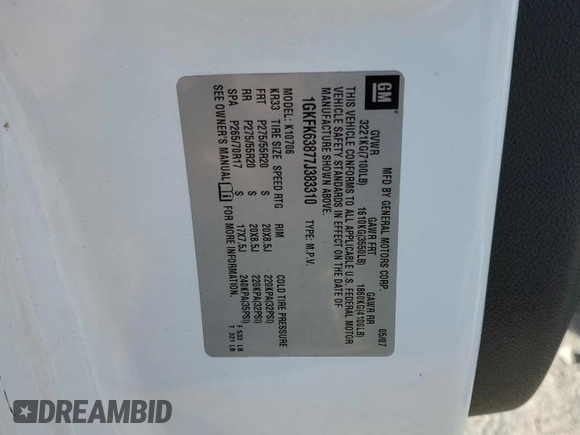 GM
MFD BY GENERAL MOTORS CORP. 05/07
GVWR GAWR FRT GAWR RR
3221KG(7100LB) 1610KG(3550LB) 1860KG(4100LB)
THIS VEHICLE CONFORMS TO ALL APPLICABLE U.S. FEDERAL MOTOR
VEHICLE SAFETY STANDARDS IN EFFECT ON THE DATE OF
MANUFACTURE SHOWN ABOVE.
1GKFK63877J383310 TYPE: M.P.V.
MODEL: K10706
KR33 TIRE SIZE SPEED RTG RIM COLD TIRE PRESSURE
FRT P275/55R20 S 20X8.5J 220KPA(32PSI)
RR P275/55R20 S 20X8.5J 220KPA(32PSI)
SPA P265/70R17 S 17X7.5J 240KPA(35PSI)
SEE OWNER'S MANUAL FOR MORE INFORMATION.
F 533 LB
T 321 LB
DREAMBID